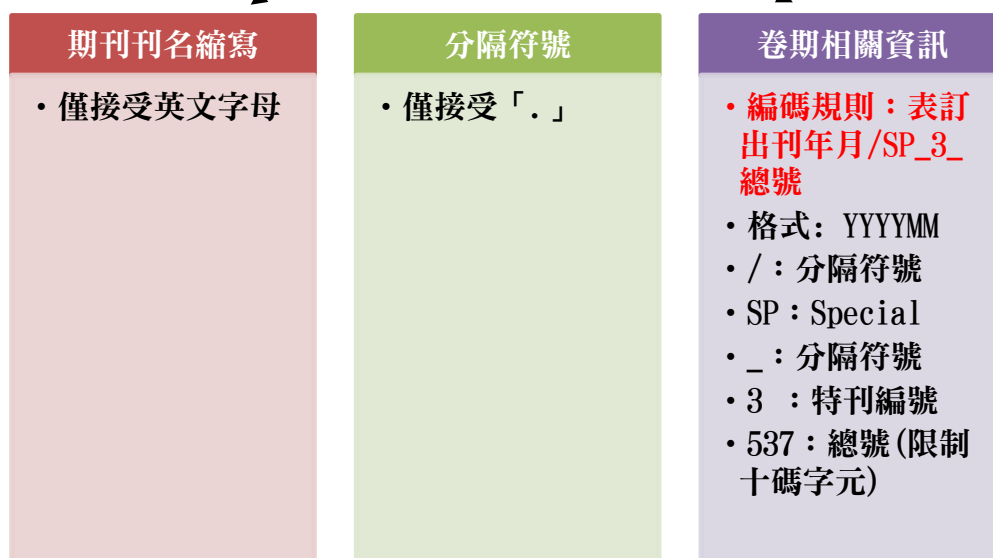 期刊刊名縮寫
・僅接受英文字母
分隔符號
・僅接受「.」
卷期相關資訊
・編碼規則：表訂
出刊年月/SP_3_
總號
・格式: YYYYMM
・/：分隔符號
・SP：Special
・_：分隔符號
・3 ：特刊編號
・537：總號(限制
十碼字元)